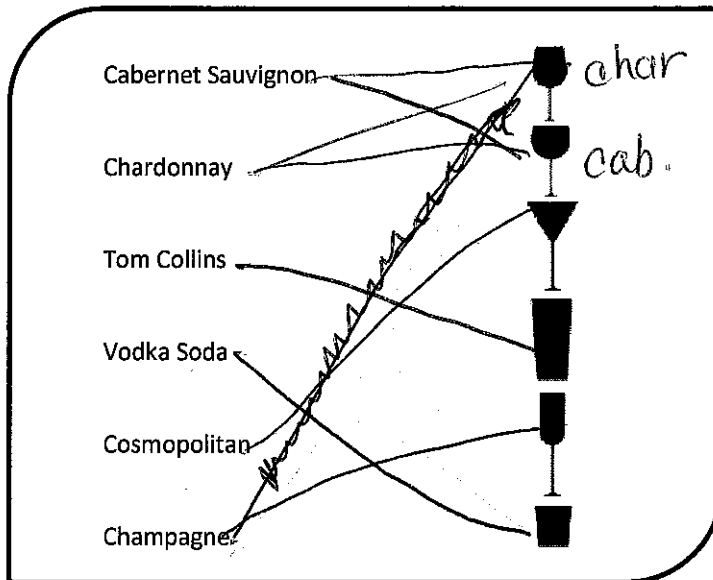 Cabernet Sauvignon
char
Chardonnay
cab.
Tom Collins
Vodka Soda
Cosmopolitan
Champagne